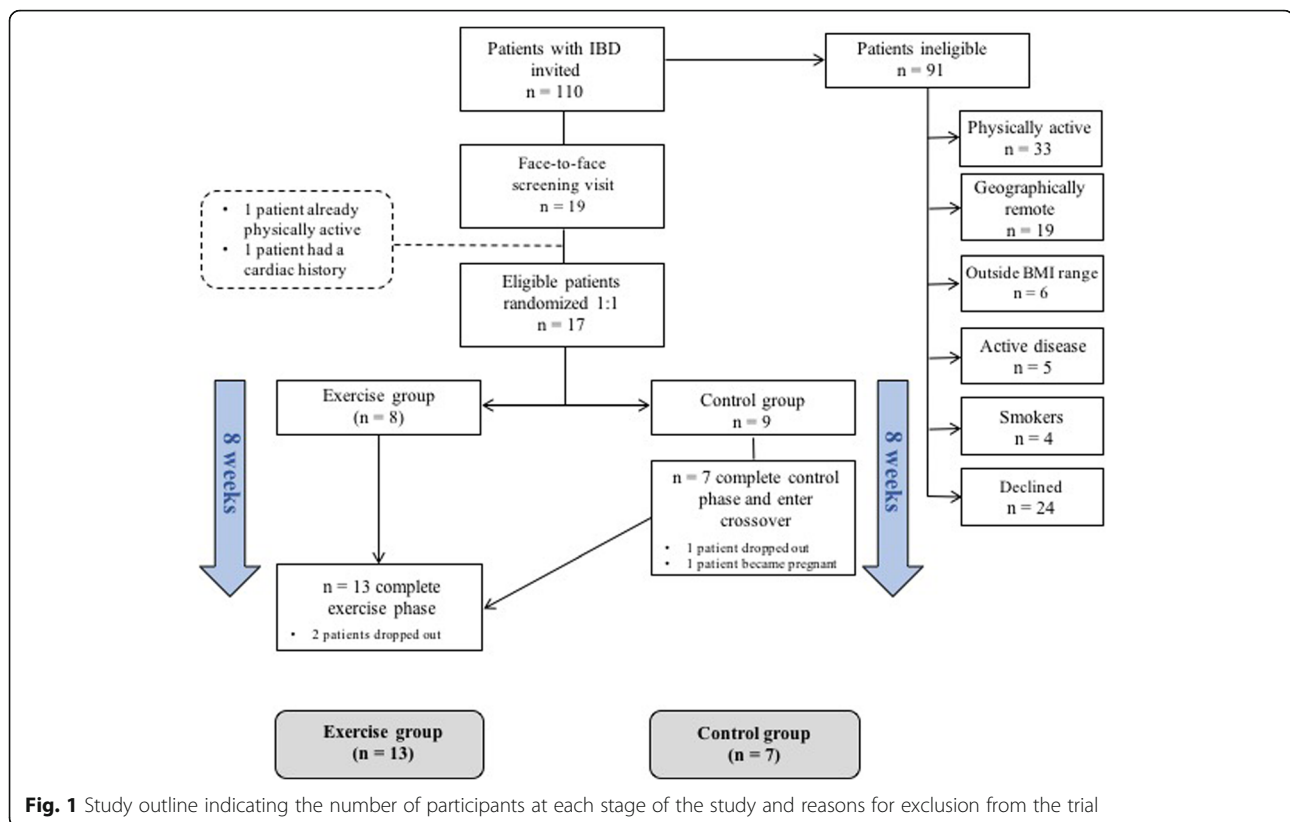 Patients with IBD
invited
n = 110
Patients ineligible
n = 91
Physically active
n = 33
Geographically
remote
n = 19
Outside BMI range
n = 6
Active disease
n = 5
Smokers
n = 4
Declined
n = 24
Face-to-face
screening visit
n = 19
• 1 patient already
physically active
• 1 patient had a
cardiac history
Eligible patients
randomized 1:1
n = 17
8 weeks
Exercise group
(n = 8)
Control group
n = 9
8 weeks
n = 7 complete control
phase and enter
crossover
• 1 patient dropped out
• 1 patient became pregnant
n = 13 complete
exercise phase
• 2 patients dropped out
Exercise group
(n = 13)
Control group
(n = 7)
Fig. 1 Study outline indicating the number of participants at each stage of the study and reasons for exclusion from the trial